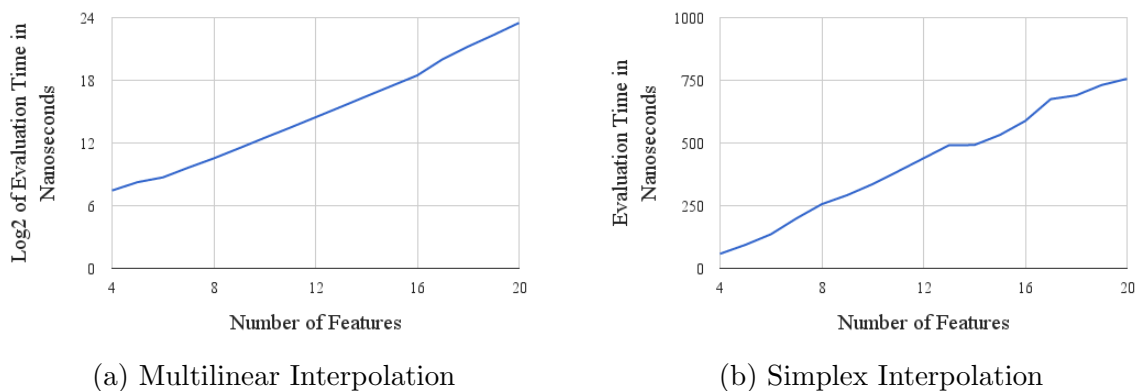 Log2 of Evaluation Time in
Nanoseconds
24
18
12
6
0
4
8
12
16
20
Number of Features
(a) Multilinear Interpolation
Evaluation Time in
Nanoseconds
1000
750
500
250
0
4
8
12
16
20
Number of Features
(b) Simplex Interpolation